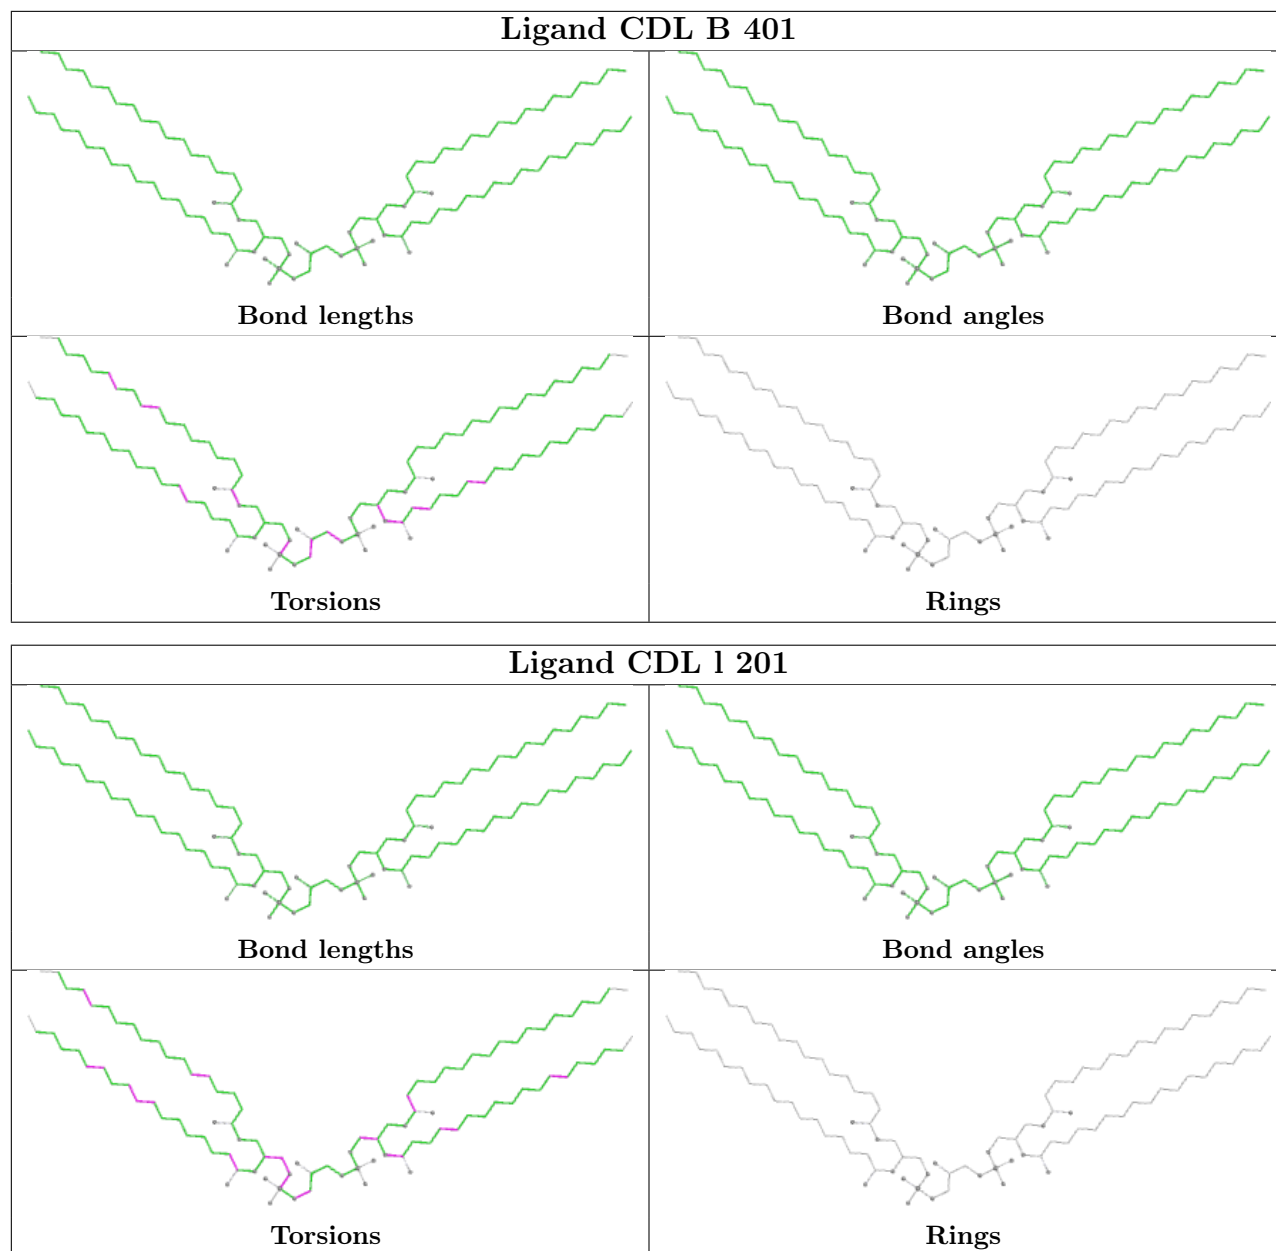 Ligand CDL B 401
Bond lengths
Bond angles
Torsions
Rings
Ligand CDL l 201
Bond lengths
Bond angles
Torsions
Rings